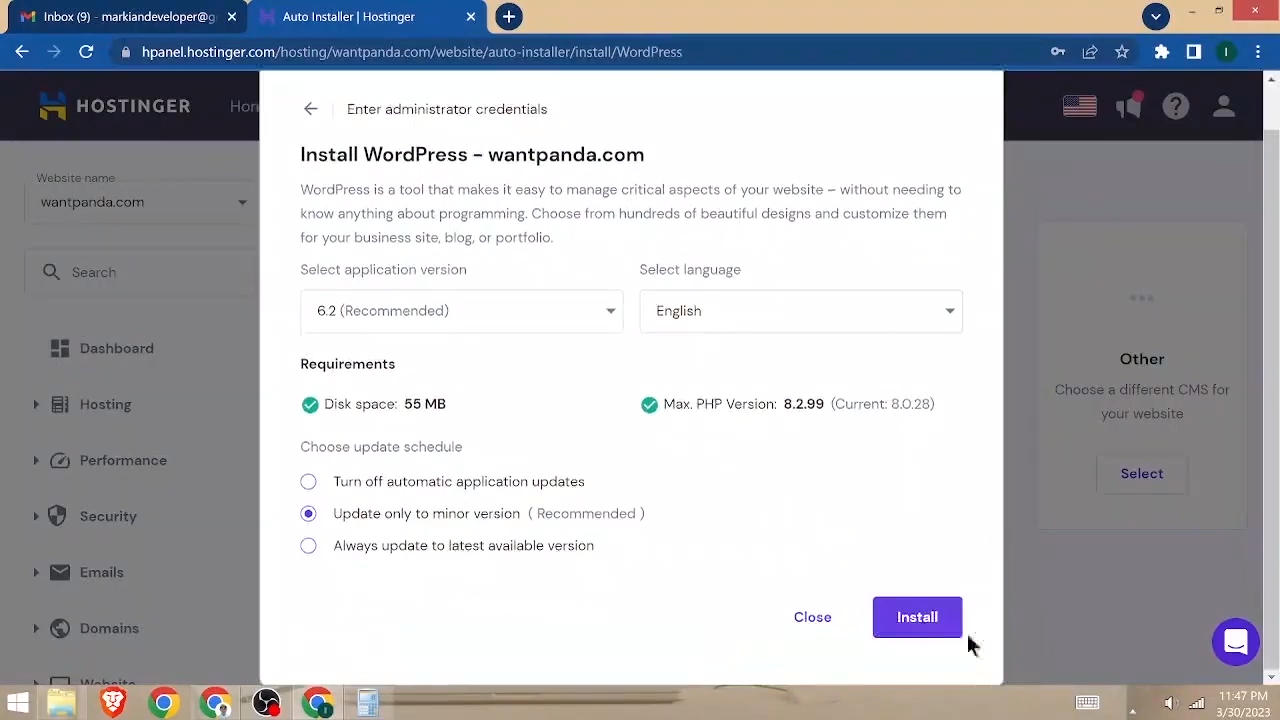 Inbox (9) - markiandeveloper@g
Auto Installer | Hostinger
hpanel.hostinger.com/hosting/wantpanda.com/website/auto-installer/install/WordPress
HOSTINGER
Enter administrator credentials
Install WordPress - wantpanda.com
WordPress is a tool that makes it easy to manage critical aspects of your website – without needing to
know anything about programming. Choose from hundreds of beautiful designs and customize them
for your business site, blog, or portfolio.
Select application version
Select language
6.2 (Recommended)
English
Requirements
Disk space: 55 MB
Max. PHP Version: 8.2.99 (Current: 8.0.28)
Choose update schedule
Turn off automatic application updates
Update only to minor version ( Recommended )
Always update to latest available version
Close
Install
Website name
wantpanda.com
Search
Dashboard
Hosting
Performance
Security
Emails
Domains
Website
Other
Choose a different CMS for
your website
Select
11:47 PM
3/30/2023